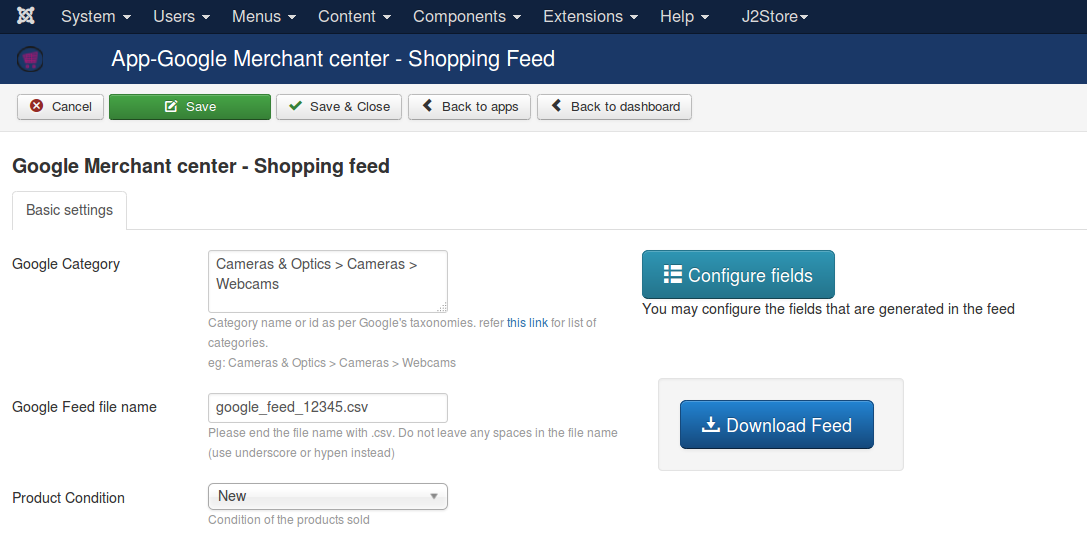 System Users Menus Content Components Extensions Help J2Store
App-Google Merchant center - Shopping Feed
Cancel Save Save & Close Back to apps Back to dashboard
Google Merchant center - Shopping feed
Basic settings
Google Category
Cameras & Optics > Cameras >
Webcams
Category name or id as per Google's taxonomies. refer this link for list of
categories.
eg: Cameras & Optics > Cameras > Webcams
Configure fields
You may configure the fields that are generated in the feed
Google Feed file name
google_feed_12345.csv
Please end the file name with .csv. Do not leave any spaces in the file name
(use underscore or hypen instead)
Download Feed
Product Condition
New
Condition of the products sold